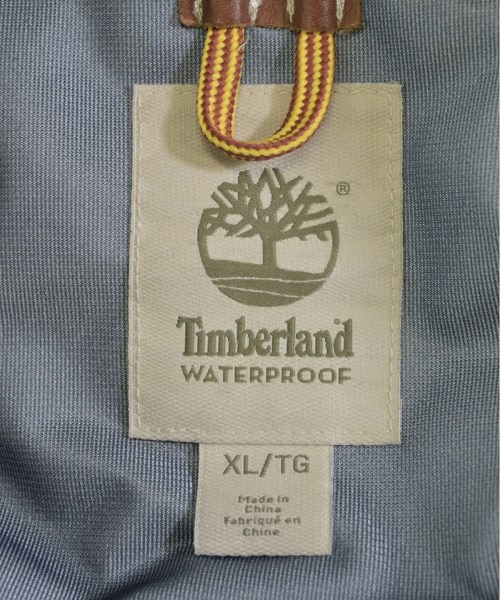 ®
Timberland
WATERPROOF
XL/TG
Made in
China
Fabriqué en
Chine